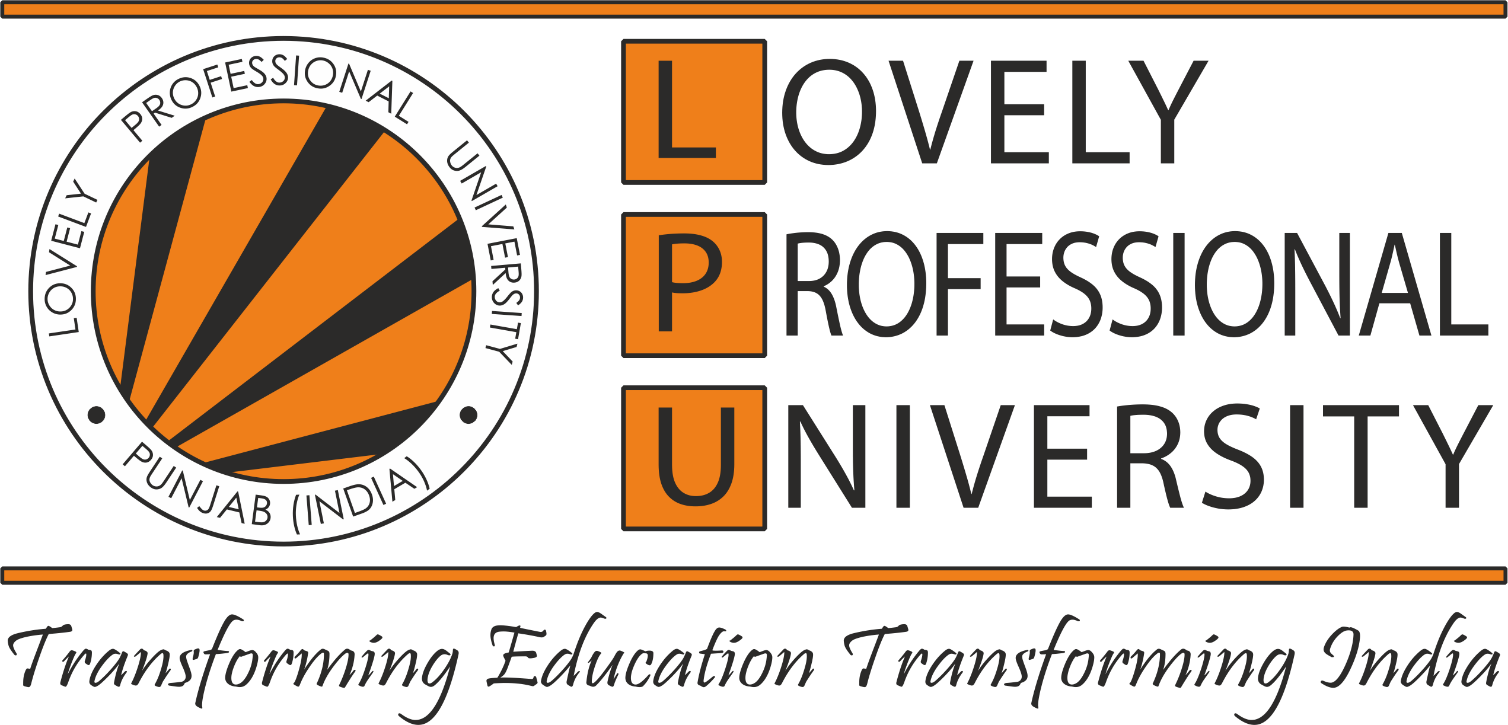 LOVELY PROFESSIONAL UNIVERSITY
• PUNJAB (INDIA) •
LOVELY
PROFESSIONAL
UNIVERSITY
Transforming Education Transforming India